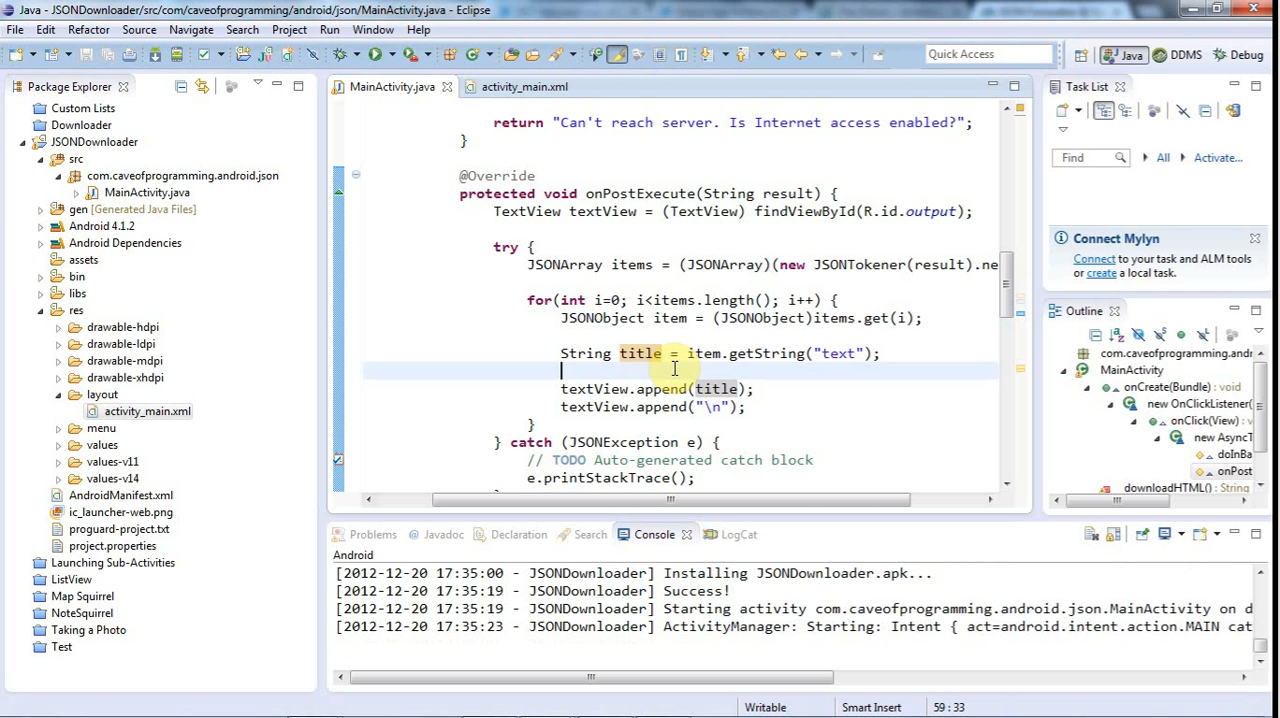 Java - JSONDownloader/src/com/caveofprogramming/android/json/MainActivity.java - Eclipse
File Edit Refactor Source Navigate Search Project Run Window Help
Quick Access
Java
DDMS
Debug
Package Explorer
Custom Lists
Downloader
JSONDownloader
src
com.caveofprogramming.android.json
MainActivity.java
gen [Generated Java Files]
Android 4.1.2
Android Dependencies
assets
bin
libs
res
drawable-hdpi
drawable-ldpi
drawable-mdpi
drawable-xhdpi
layout
activity_main.xml
menu
values
values-v11
values-v14
AndroidManifest.xml
ic_launcher-web.png
proguard-project.txt
project.properties
Launching Sub-Activities
ListView
Map Squirrel
NoteSquirrel
Taking a Photo
Test
MainActivity.java
activity_main.xml
return "Can't reach server. Is Internet access enabled?";
}
@Override
protected void onPostExecute(String result) {
TextView textView = (TextView) findViewById(R.id.output);
try {
JSONArray items = (JSONArray)(new JSONTokener(result).ne
for(int i=0; i<items.length(); i++) {
JSONObject item = (JSONObject)items.get(i);
String title = item.getString("text");
textView.append(title);
textView.append("\n");
}
} catch (JSONException e) {
// TODO Auto-generated catch block
e.printStackTrace();
Task List
Find
All
Activate...
Connect Mylyn
Connect to your task and ALM tools
or create a local task.
Outline
com.caveofprogramming.android
MainActivity
onCreate(Bundle) : void
new OnClickListener(
onClick(View) : void
new AsyncT
doInBa
onPost
downloadHTML() : String
Problems
Javadoc
Declaration
Search
Console
LogCat
Android
[2012-12-20 17:35:00 - JSONDownloader] Installing JSONDownloader.apk...
[2012-12-20 17:35:19 - JSONDownloader] Success!
[2012-12-20 17:35:19 - JSONDownloader] Starting activity com.caveofprogramming.android.json.MainActivity on d
[2012-12-20 17:35:23 - JSONDownloader] ActivityManager: Starting: Intent { act=android.intent.action.MAIN cat
Writable
Smart Insert
59 : 33